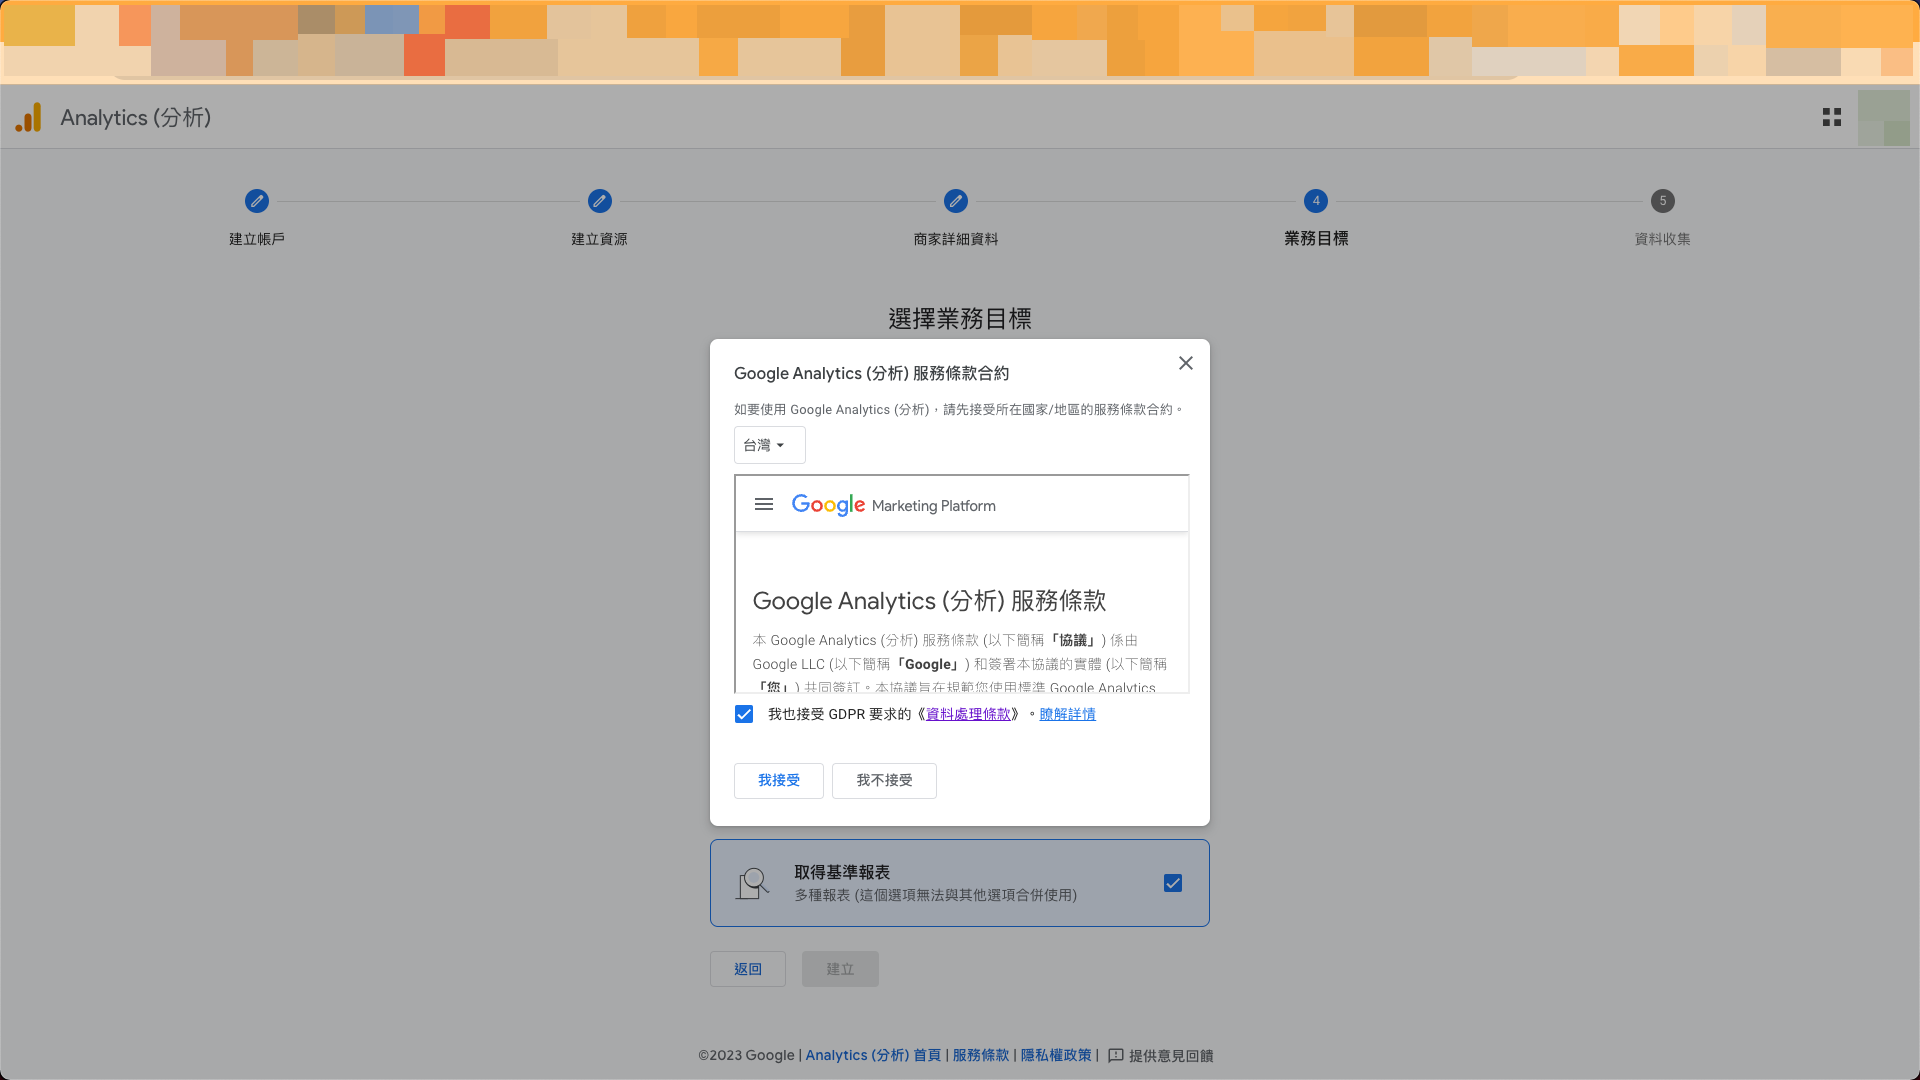 Analytics (分析)
4
5
建立帳戶
建立資源
商家詳細資料
業務目標
資料收集
選擇業務目標
Google Analytics (分析) 服務條款合約
如要使用 Google Analytics (分析)，請先接受所在國家/地區的服務條款合約。
台灣
Google Marketing Platform
Google Analytics (分析) 服務條款
本 Google Analytics (分析) 服務條款 (以下簡稱「協議」) 係由
Google LLC (以下簡稱「Google」) 和簽署本協議的實體 (以下簡稱
「您」) 共同簽訂。本協議旨在規範您使用標準 Google Analytics
我也接受 GDPR 要求的《資料處理條款》。瞭解詳情
我接受
我不接受
取得基準報表
多種報表 (這個選項無法與其他選項合併使用)
返回
建立
©2023 Google | Analytics (分析) 首頁 | 服務條款 | 隱私權政策 | 提供意見回饋